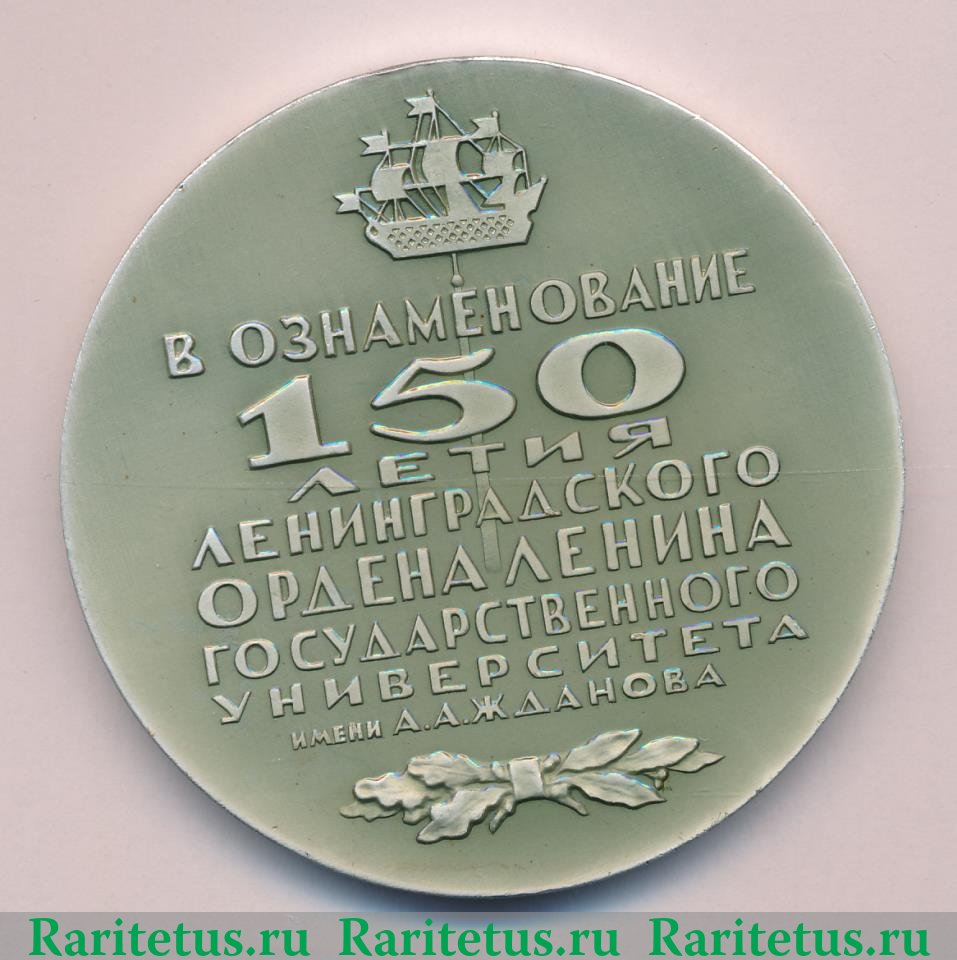 В ОЗНАМЕНОВАНИЕ
150
ЛЕТИЯ
ЛЕНИНГРАДСКОГО
ОРДЕНА ЛЕНИНА
ГОСУДАРСТВЕННОГО
УНИВЕРСИТЕТА
ИМЕНИ А.А.ЖДАНОВА
Raritetus.ru Raritetus.ru Raritetus.ru